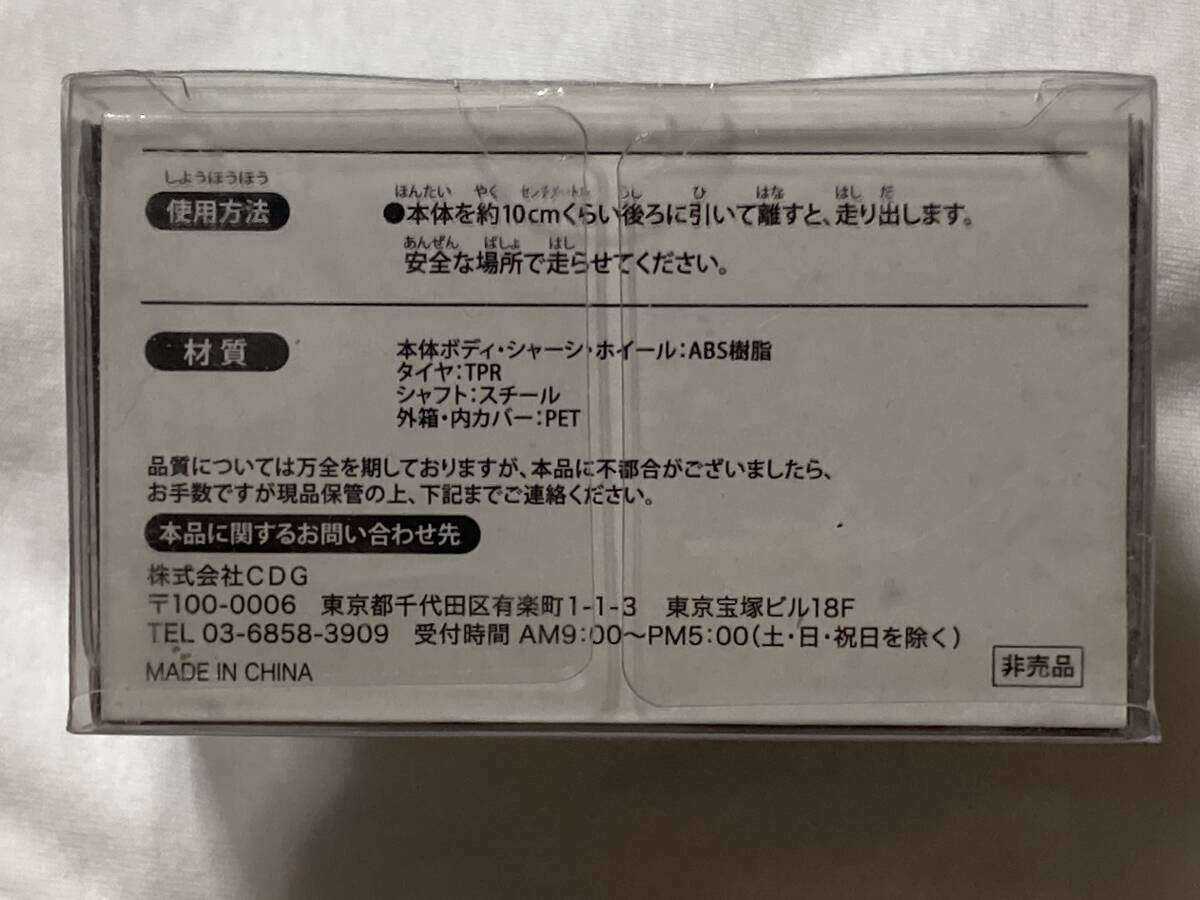 しようほうほう
使用方法
ほんたい やく センチメートル うし ひ はな はし だ
●本体を約10cmくらい後ろに引いて離すと、走り出します。
あんぜん ばしょ はし
安全な場所で走らせてください。
材質
本体ボディ・シャーシ・ホイール:ABS樹脂
タイヤ:TPR
シャフト:スチール
外箱・内カバー:PET
品質については万全を期しておりますが、本品に不都合がございましたら、
お手数ですが現品保管の上、下記までご連絡ください。
本品に関するお問い合わせ先
株式会社CDG
〒100-0006 東京都千代田区有楽町1-1-3 東京宝塚ビル18F
TEL 03-6858-3909 受付時間 AM9:00〜PM5:00(土・日・祝日を除く)
MADE IN CHINA
非売品